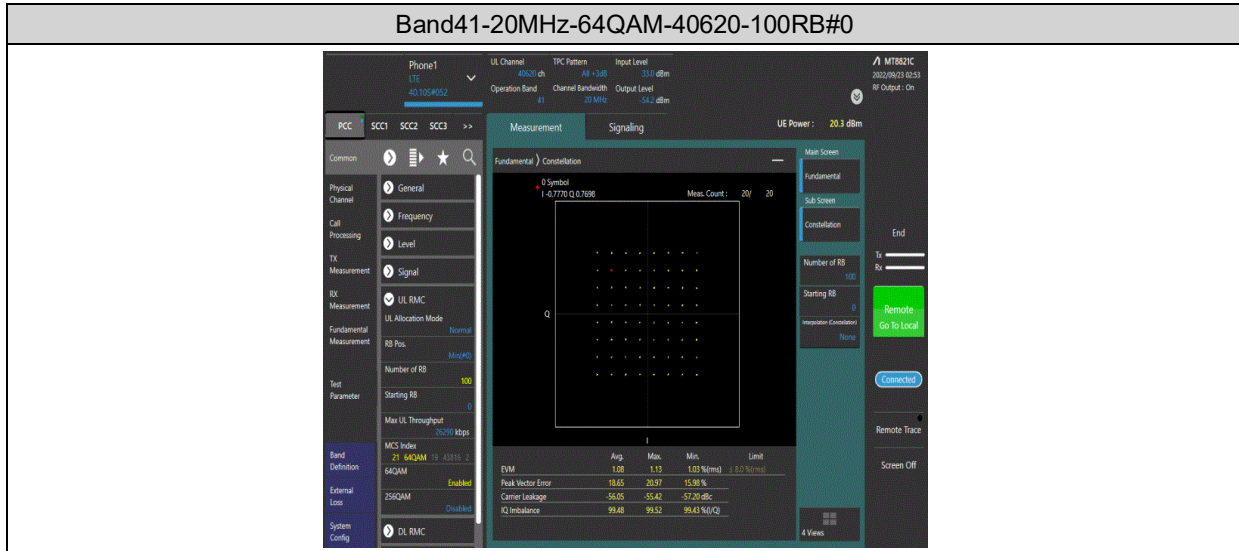 Band41-20MHz-64QAM-40620-100RB#0
Phone1
LTE
40.10S#052
UL Channel
40620 ch
TPC Pattern
All +3dB
Input Level
33.0 dBm
Operation Band
41
Channel Bandwidth
20 MHz
Output Level
-54.2 dBm
MT8821C
2022/09/23 02:53
RF Output : On
PCC SCC1 SCC2 SCC3 >>
Measurement
Signaling
UE Power : 20.3 dBm
Common
Physical
Channel
Call
Processing
TX
Measurement
RX
Measurement
Fundamental
Measurement
Test
Parameter
Band
Definition
External
Loss
System
Config
General
Frequency
Level
Signal
UL RMC
UL Allocation Mode
Normal
RB Pos.
Min(#0)
Number of RB
100
Starting RB
0
Max UL Throughput
26290 kbps
MCS Index
21 64QAM 19 43816 2
64QAM
Enabled
256QAM
Disabled
DL RMC
Fundamental ) Constellation
0 Symbol
I -0.7770 Q 0.7698
Meas. Count : 20/ 20
Q
I
Avg. Max. Min. Limit
EVM 1.08 1.13 1.03 %(rms) ≤ 8.0 %(rms)
Peak Vector Error 18.65 20.97 15.98 %
Carrier Leakage -56.05 -55.42 -57.20 dBc
IQ Imbalance 99.48 99.52 99.43 %(I/Q)
Main Screen
Fundamental
Sub Screen
Constellation
Number of RB
100
Starting RB
0
Interpolation (Constellation)
None
4 Views
End
Tx
Rx
Remote
Go To Local
Connected
Remote Trace
Screen Off